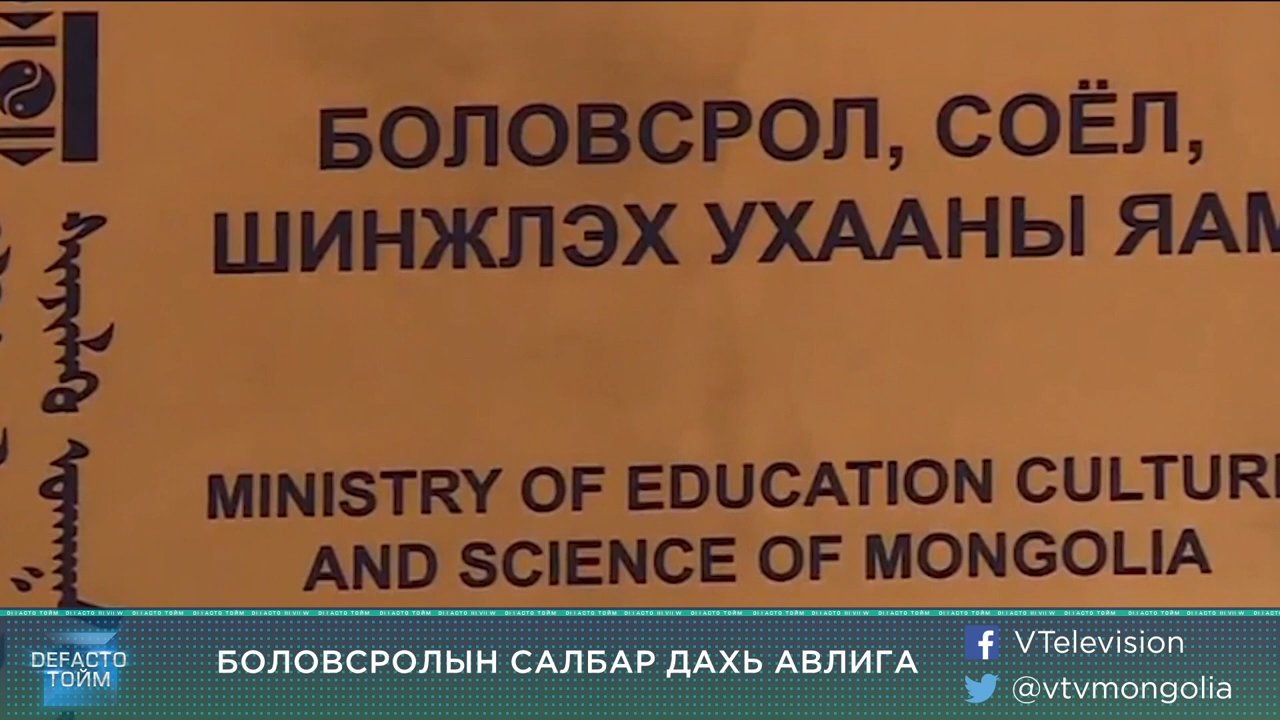 БОЛОВСРОЛ, СОЁЛ,
ШИНЖЛЭХ УХААНЫ ЯАМ
MINISTRY OF EDUCATION CULTURE
AND SCIENCE OF MONGOLIA
DEFACTO
ТОЙМ
БОЛОВСРОЛЫН САЛБАР ДАХЬ АВЛИГА
VTelevision
@vtvmongolia